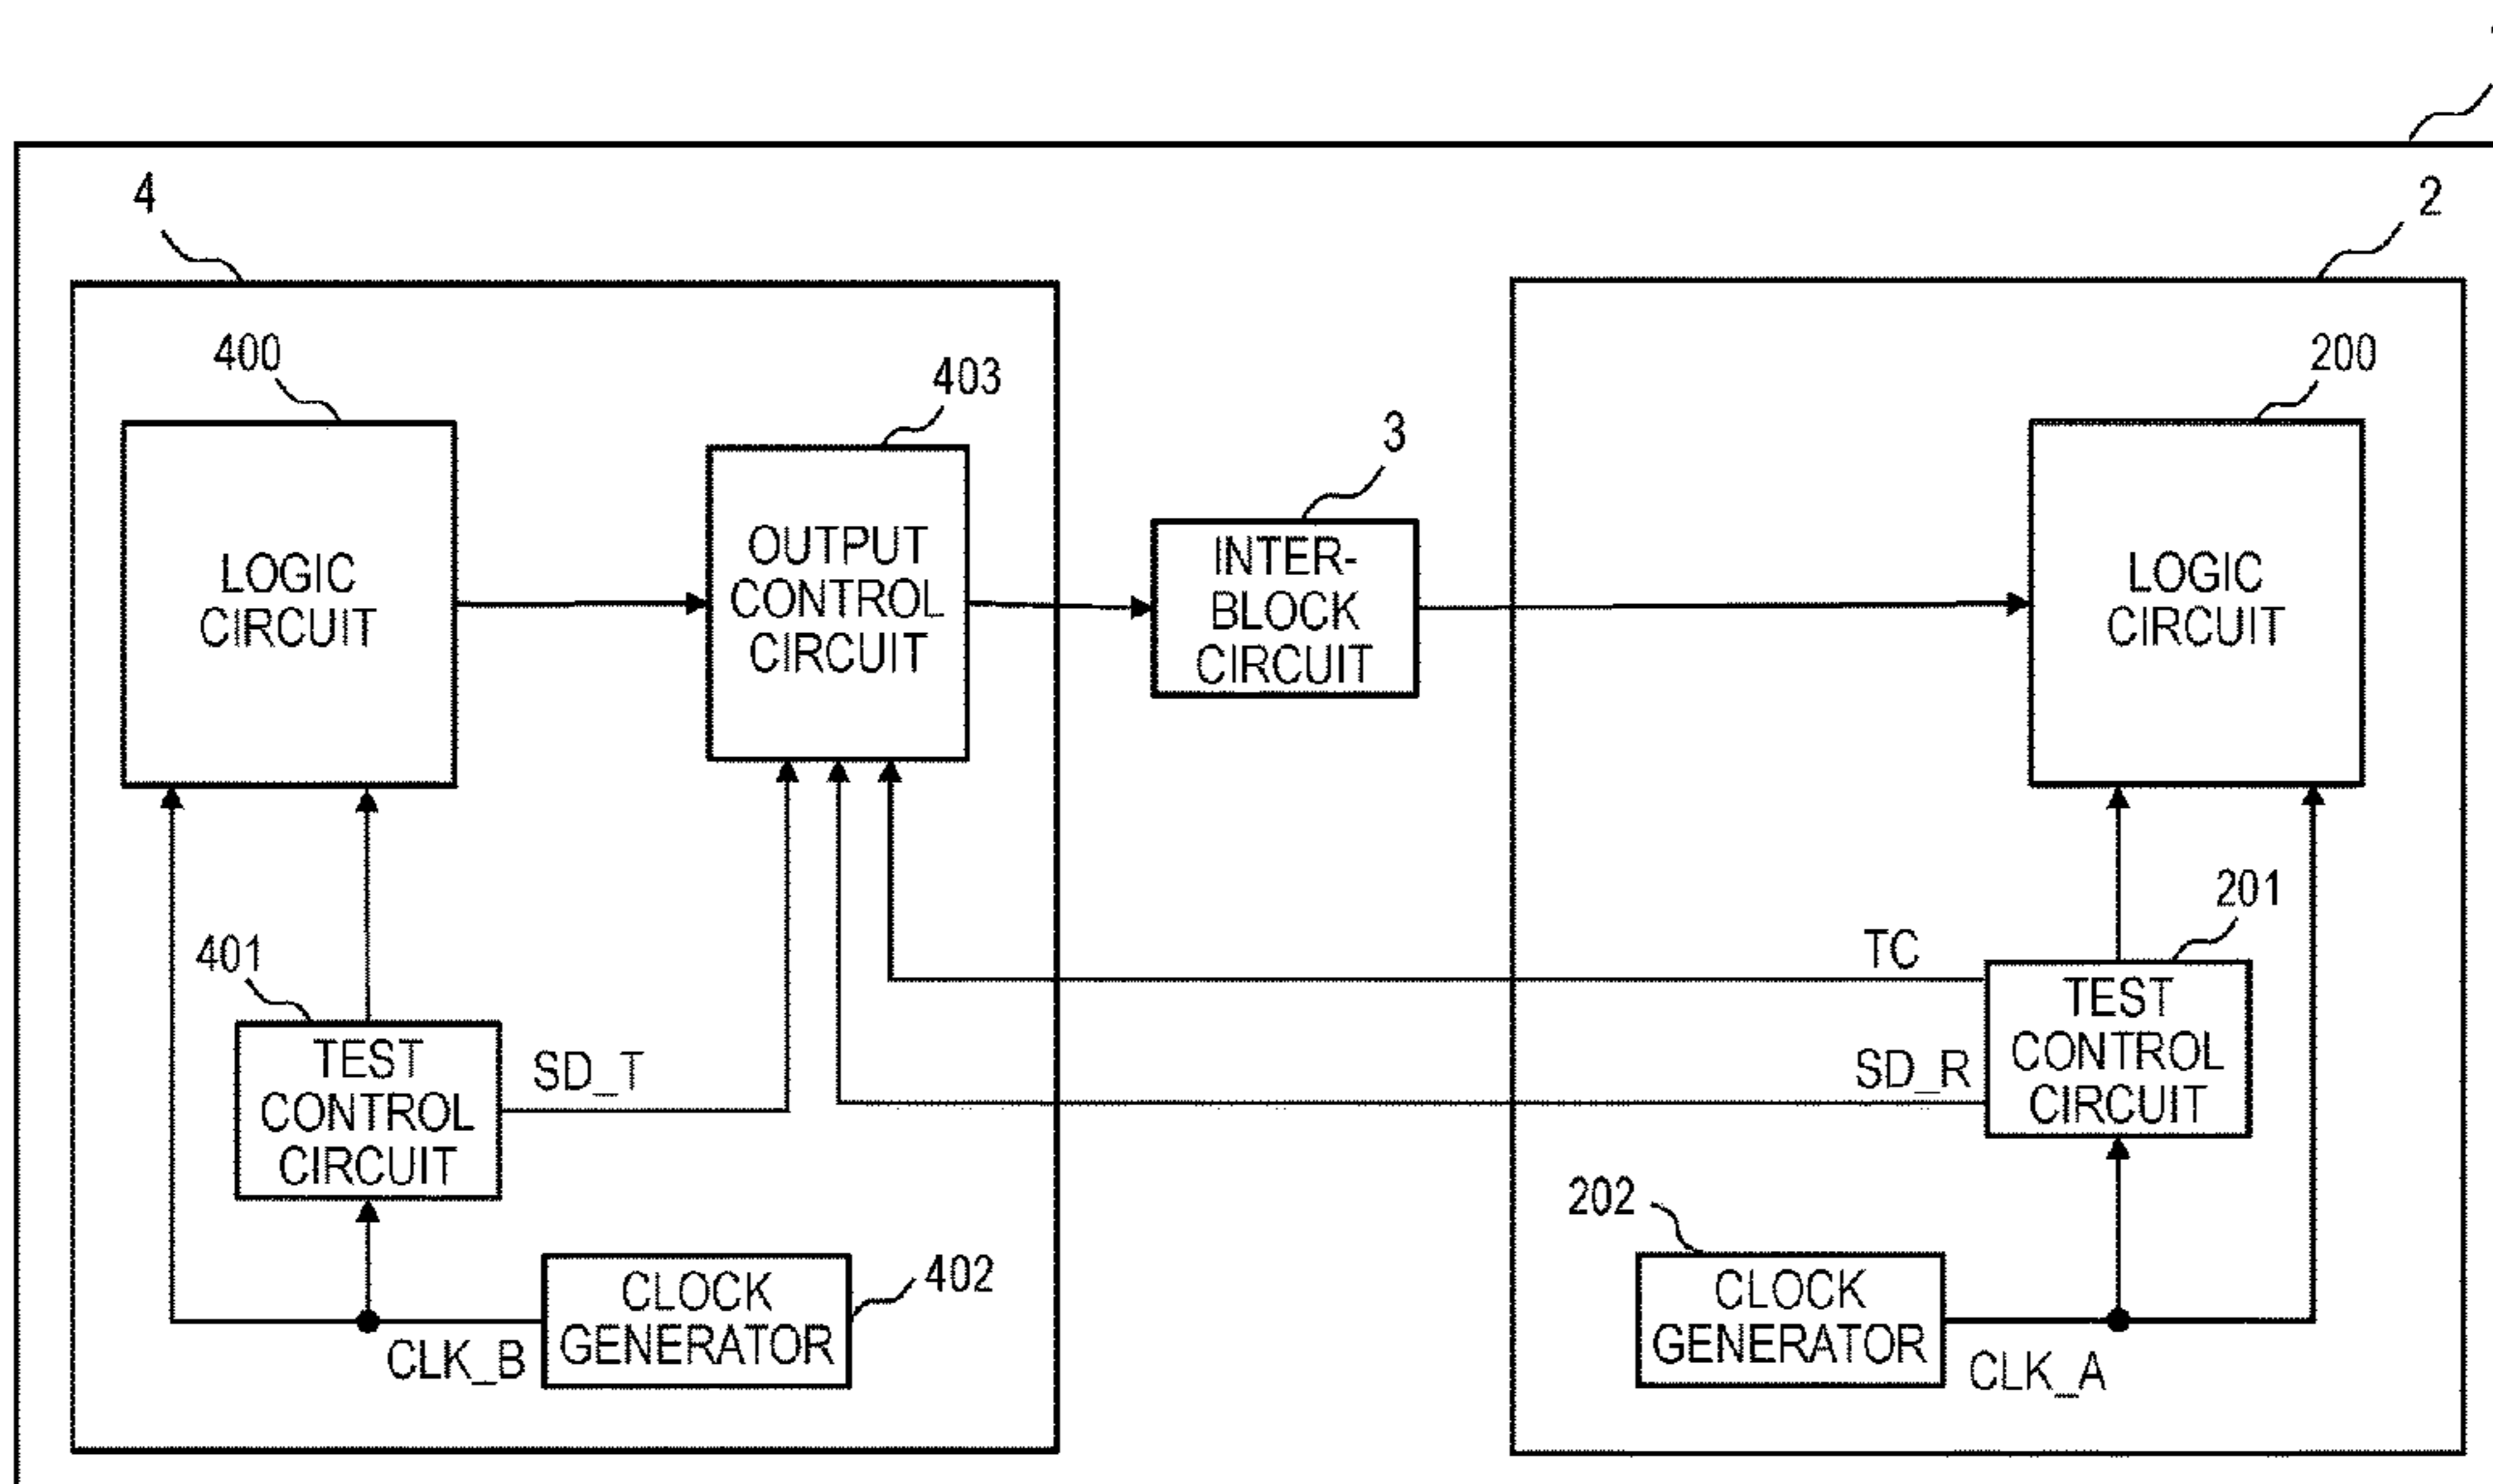 4
2
400
403
200
3
LOGIC
CIRCUIT
OUTPUT
CONTROL
CIRCUIT
INTER-
BLOCK
CIRCUIT
LOGIC
CIRCUIT
401
201
TC
TEST
CONTROL
CIRCUIT
SD_T
SD_R
TEST
CONTROL
CIRCUIT
202
402
CLOCK
GENERATOR
CLK_B
CLOCK
GENERATOR
CLK_A